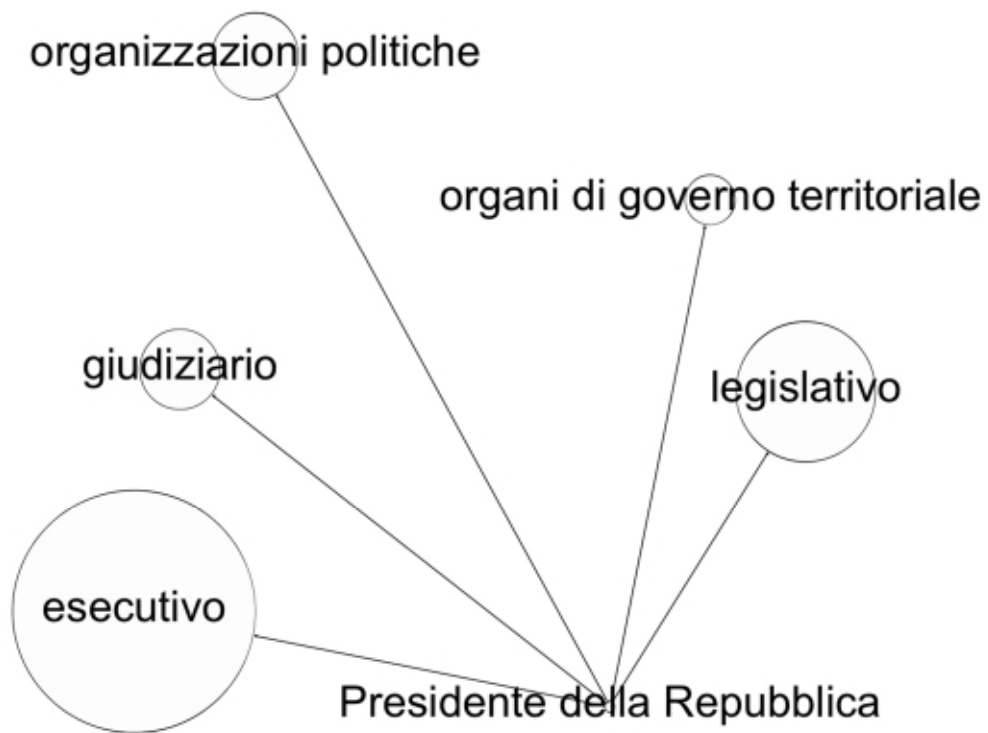 organizzazioni politiche
organi di governo territoriale
giudiziario
legislativo
esecutivo
Presidente della Repubblica